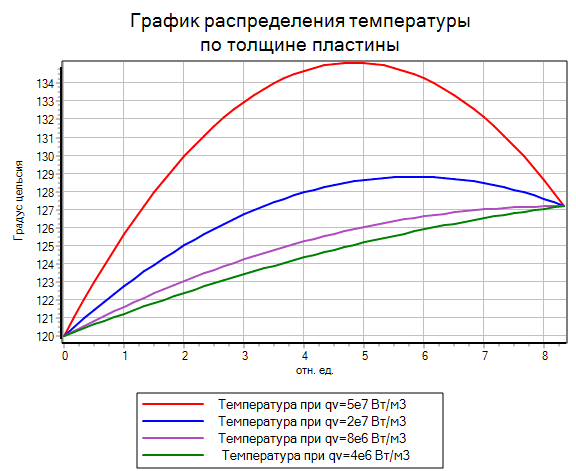 График распределения температуры
по толщине пластины
Градус цельсия
134
133
132
131
130
129
128
127
126
125
124
123
122
121
120
0 1 2 3 4 5 6 7 8
отн. ед.
Температура при qv=5e7 Вт/м3
Температура при qv=2e7 Вт/м3
Температура при qv=8e6 Вт/м3
Температура при qv=4e6 Вт/м3